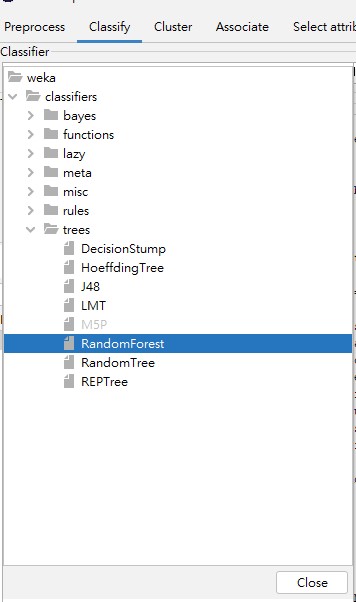 Preprocess Classify Cluster Associate Select attri
Classifier
weka
classifiers
bayes
functions
lazy
meta
misc
rules
trees
DecisionStump
HoeffdingTree
J48
LMT
M5P
RandomForest
RandomTree
REPTree
Close